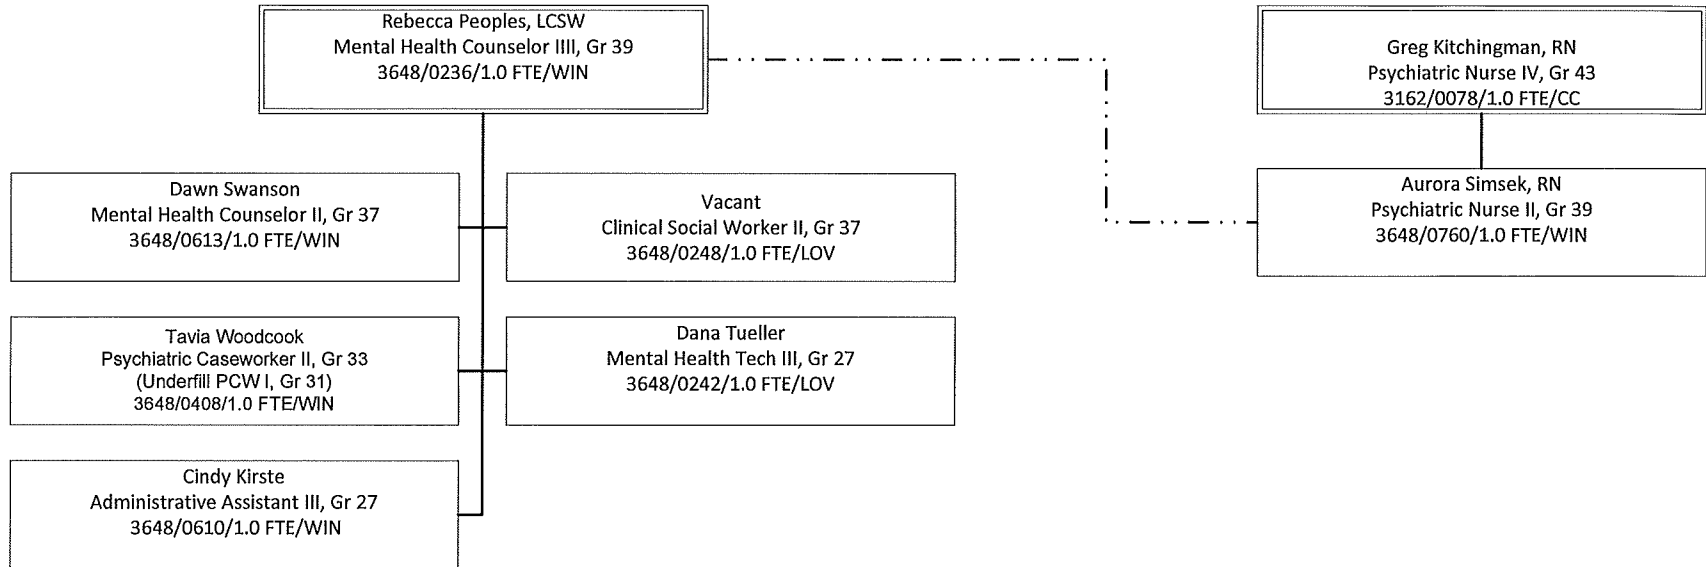 Rebecca Peoples, LCSW
Mental Health Counselor IIII, Gr 39
3648/0236/1.0 FTE/WIN
Greg Kitchingman, RN
Psychiatric Nurse IV, Gr 43
3162/0078/1.0 FTE/CC
Dawn Swanson
Mental Health Counselor II, Gr 37
3648/0613/1.0 FTE/WIN
Vacant
Clinical Social Worker II, Gr 37
3648/0248/1.0 FTE/LOV
Aurora Simsek, RN
Psychiatric Nurse II, Gr 39
3648/0760/1.0 FTE/WIN
Tavia Woodcook
Psychiatric Caseworker II, Gr 33
(Underfill PCW I, Gr 31)
3648/0408/1.0 FTE/WIN
Dana Tueller
Mental Health Tech III, Gr 27
3648/0242/1.0 FTE/LOV
Cindy Kirste
Administrative Assistant III, Gr 27
3648/0610/1.0 FTE/WIN